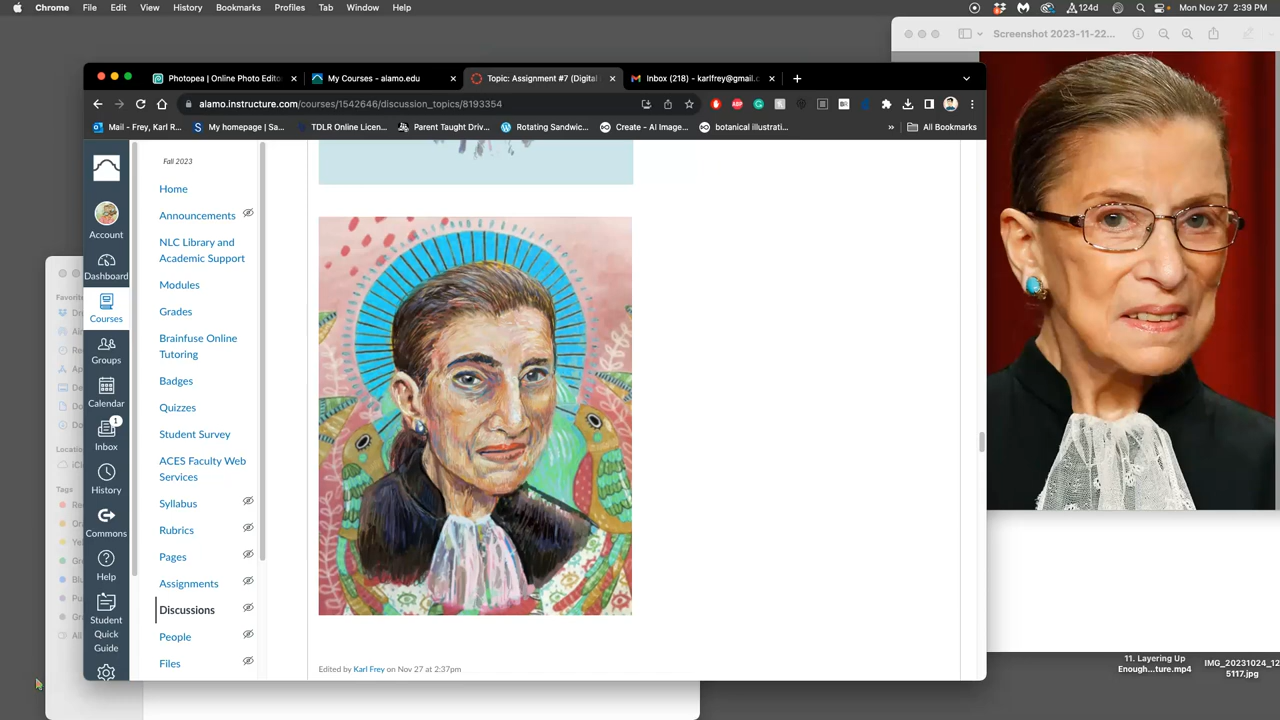 Chrome File Edit View History Bookmarks Profiles Tab Window Help
124d
Mon Nov 27 2:39 PM
Screenshot 2023-11-22...
Photopea | Online Photo Edito
My Courses - alamo.edu
Topic: Assignment #7 (Digital
Inbox (218) - karlfrey@gmail.c
alamo.instructure.com/courses/1542646/discussion_topics/8193354
Mail - Frey, Karl R...
My homepage | Sa...
TDLR Online Licen...
Parent Taught Driv...
Rotating Sandwic...
Create - AI Image...
botanical illustrati...
»
All Bookmarks
Fall 2023
Home
Announcements
NLC Library and
Academic Support
Modules
Grades
Brainfuse Online
Tutoring
Badges
Quizzes
Student Survey
ACES Faculty Web
Services
Syllabus
Rubrics
Pages
Assignments
Discussions
People
Files
Account
Dashboard
Courses
Groups
Calendar
1
Inbox
History
Commons
Help
Student
Quick
Guide
Favorite
Locatio
Tags
All
Edited by Karl Frey on Nov 27 at 2:37pm
11. Layering Up
Enough...ture.mp4
IMG_20231024_12
5117.jpg